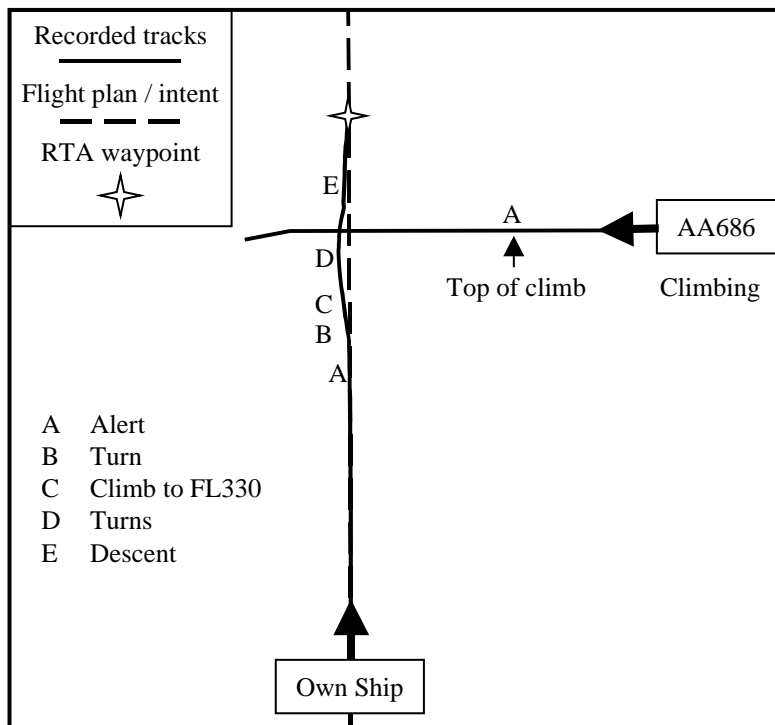 Recorded tracks
Flight plan / intent
RTA waypoint
E
A
AA686
D
Top of climb
Climbing
C
B
A
A Alert
B Turn
C Climb to FL330
D Turns
E Descent
Own Ship